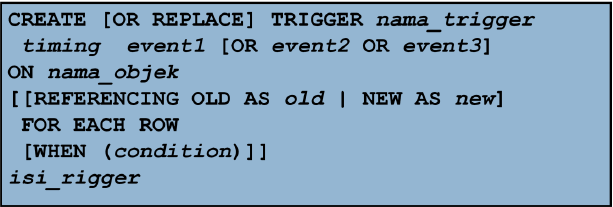 CREATE [OR REPLACE] TRIGGER nama_trigger
timing event1 [OR event2 OR event3]
ON nama_objek
[[REFERENCING OLD AS old | NEW AS new]
FOR EACH ROW
[WHEN (condition)]]
isi_rigger